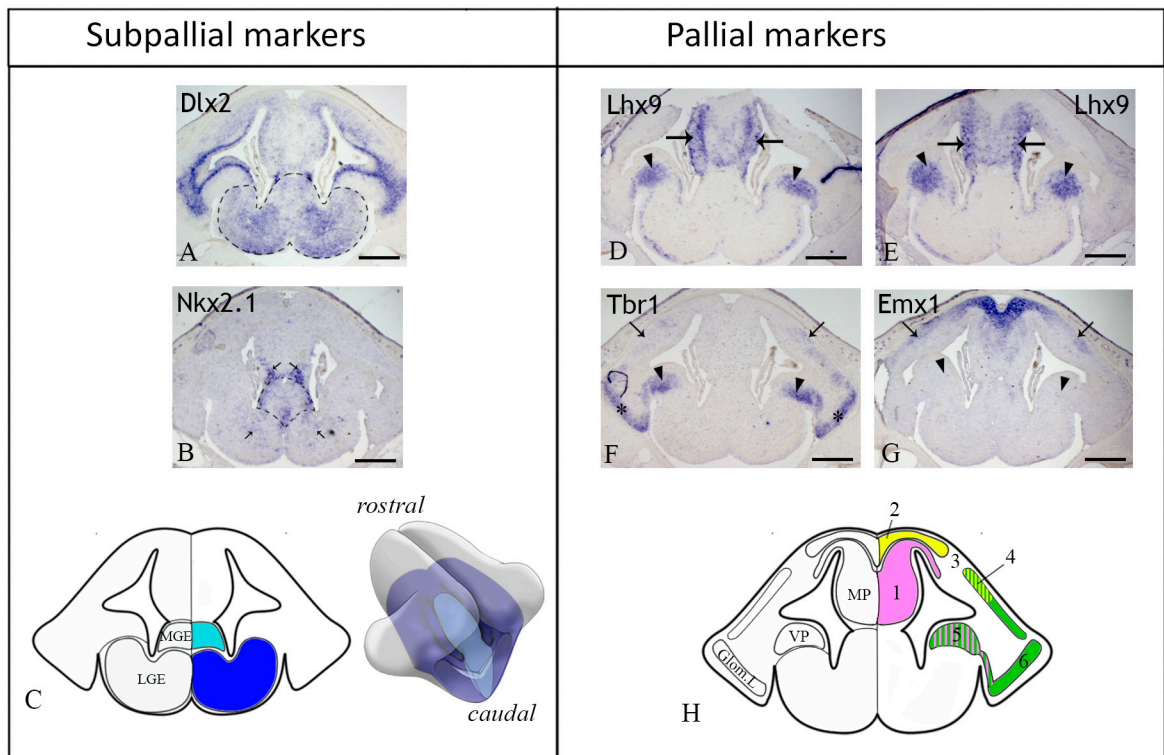 Subpallial markers
Pallial markers
Dlx2
A
Nkx2.1
B
MGE
LGE
C
rostral
caudal
Lhx9
D
Lhx9
E
Tbr1
*
*
F
Emx1
G
2
3
4
1
MP
VP
5
6
Glom.L
H